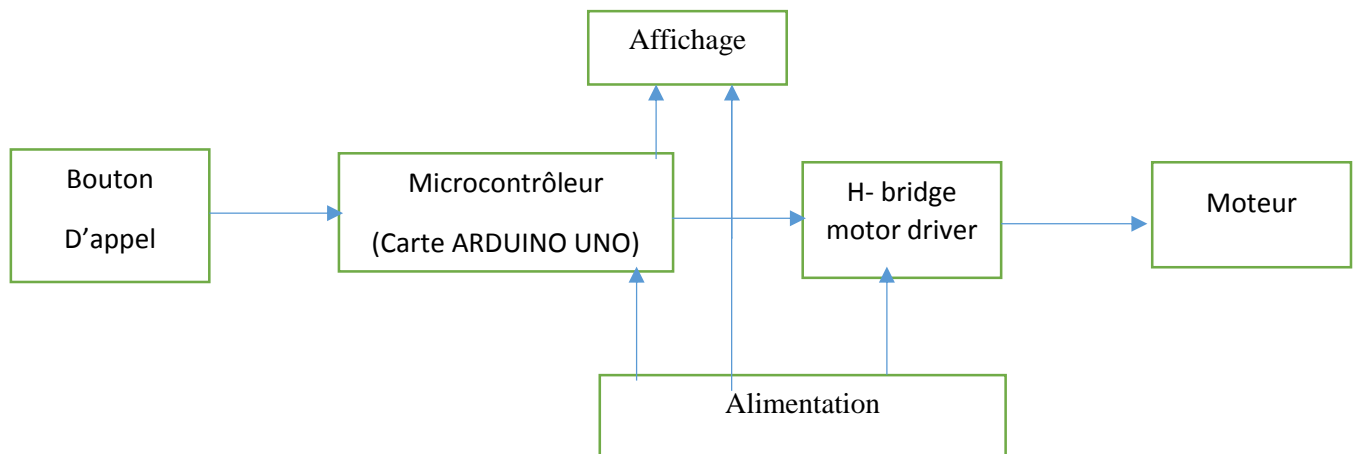 Affichage
Bouton
D’appel
Microcontrôleur
(Carte ARDUINO UNO)
H- bridge
motor driver
Moteur
Alimentation